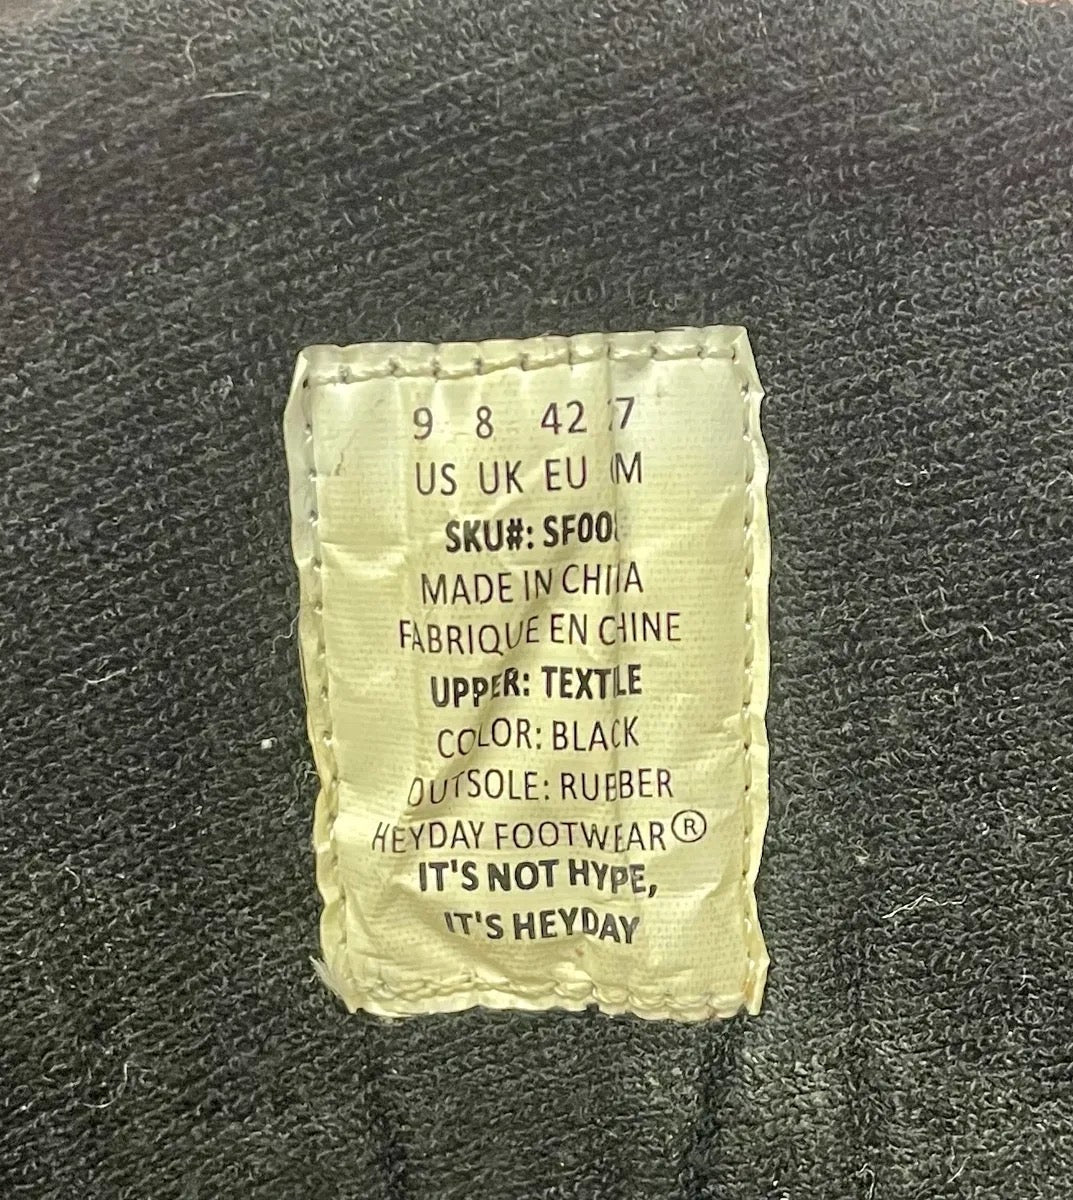 9 8 42
US UK EU
SKU#:
MADE IN CHINA
FABRIQUE EN CHINE
UPPER: TEXTILE
COLOR: BLACK
OUTSOLE: RUBBER
HEYDAY FOOTWEAR®
IT'S NOT HYPE,
IT'S HEYDAY